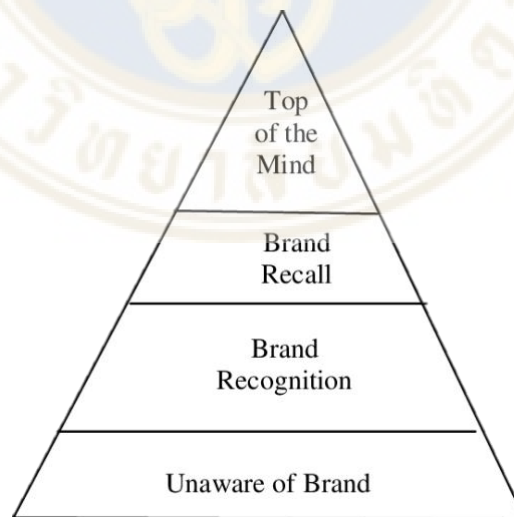 Top
of the
Mind
Brand
Recall
Brand
Recognition
Unaware of Brand